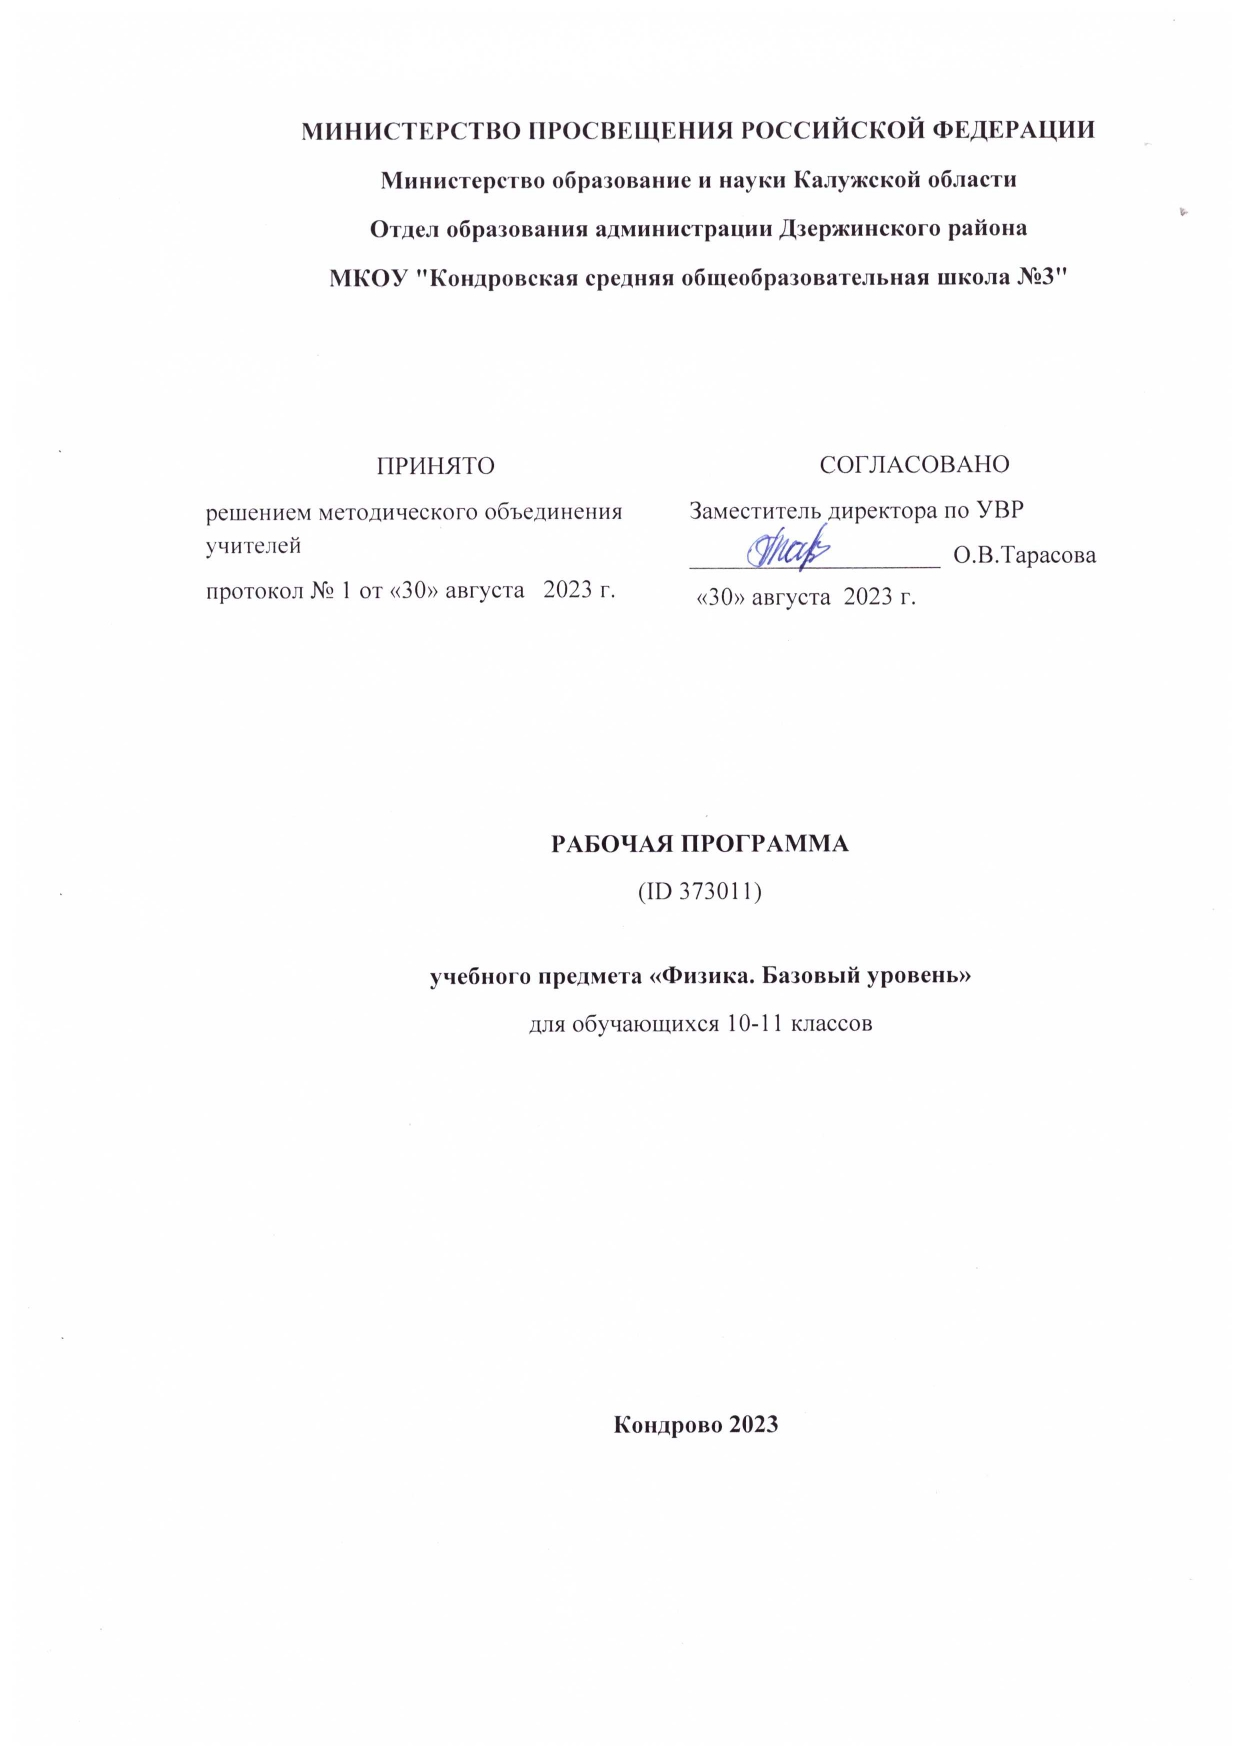 МИНИСТЕРСТВО ПРОСВЕЩЕНИЯ РОССИЙСКОЙ ФЕДЕРАЦИИ
Министерство образование и науки Калужской области
Отдел образования администрации Дзержинского района
МКОУ "Кондровская средняя общеобразовательная школа №3"
ПРИНЯТО
решением методического объединения
учителей
протокол № 1 от «30» августа 2023 г.
СОГЛАСОВАНО
Заместитель директора по УВР
О.В.Тарасова
«30» августа 2023 г.
РАБОЧАЯ ПРОГРАММА
(ID 373011)
учебного предмета «Физика. Базовый уровень»
для обучающихся 10-11 классов
Кондрово 2023